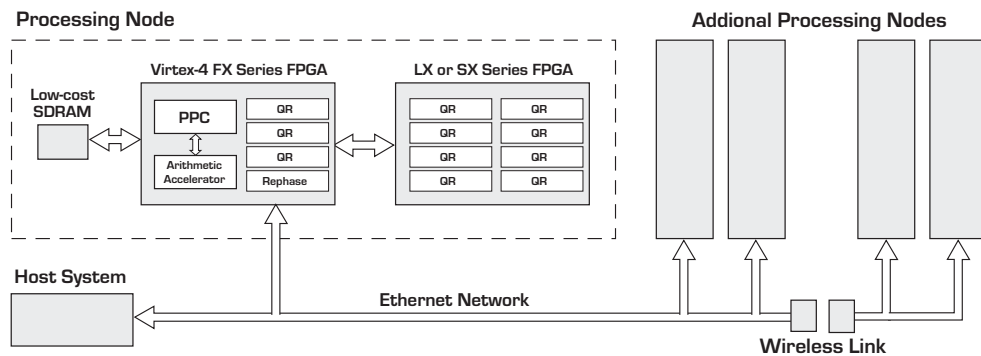 Processing Node
Addional Processing Nodes
Virtex-4 FX Series FPGA
LX or SX Series FPGA
Low-cost
SDRAM
PPC
Arithmetic
Accelerator
QR
QR
QR
Rephase
QR
QR
QR
QR
QR
QR
QR
QR
Host System
Ethernet Network
Wireless Link